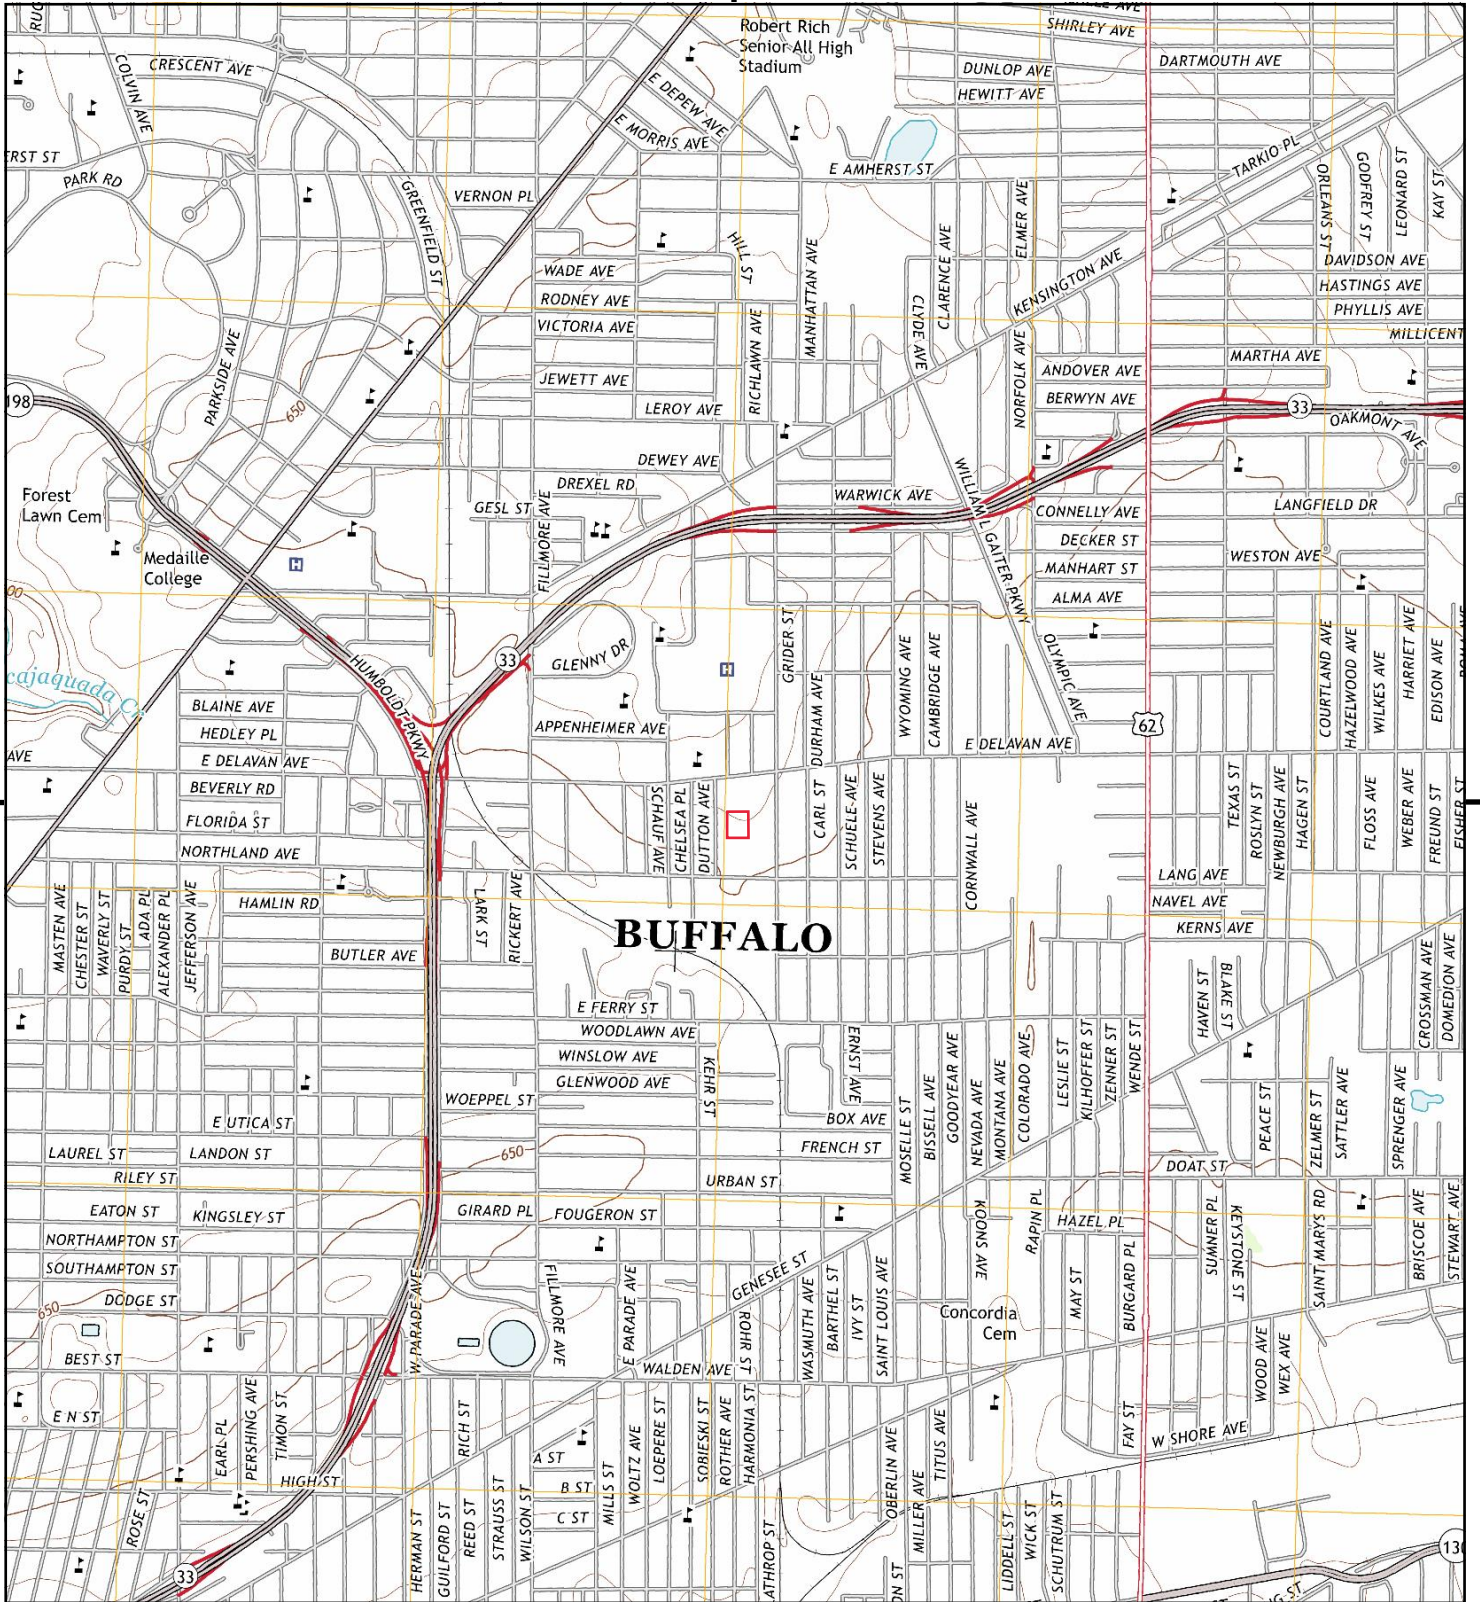 SHIRLEY AVE
Robert Rich
Senior All High
Stadium
DARTMOUTH AVE
CRESCENT AVE
COLVIN AVE
DUNLOP AVE
HEWITT AVE
E DEPEW AVE
E MORRIS AVE
E AMHERST ST
TARKIO PL
ERST ST
PARK RD
GREENFIELD ST
VERNON PL
ELMER AVE
ORLEANS ST
GODFREY ST
LEONARD ST
KAY ST
HILL ST
MANHATTAN AVE
CLARENCE AVE
KENSINGTON AVE
DAVIDSON AVE
WADE AVE
HASTINGS AVE
RODNEY AVE
CLYDE AVE
PHYLLIS AVE
VICTORIA AVE
RICHLAWN AVE
NORFOLK AVE
MILLICENT
PARKSIDE AVE
MARTHA AVE
JEWETT AVE
ANDOVER AVE
198
650
LEROY AVE
BERWYN AVE
33
OAKMONT AVE
DEWEY AVE
DREXEL RD
FILLMORE AVE
WARWICK AVE
WILLIAM L GAITER PKWY
Forest
Lawn Cem
GESL ST
CONNELLY AVE
LANGFIELD DR
DECKER ST
Medaille
College
H
WESTON AVE
MANHART ST
ALMA AVE
00
GRIDER ST
WYOMING AVE
CAMBRIDGE AVE
OLYMPIC AVE
COURTLAND AVE
HAZELWOOD AVE
WILKES AVE
HARRIET AVE
EDISON AVE
33
GLENNY DR
H
HUMBOLDT PKWY
cajaquada Cr
BLAINE AVE
HEDLEY PL
APPENHEIMER AVE
DURHAM AVE
E DELAVAN AVE
62
AVE
E DELAVAN AVE
BEVERLY RD
FLORIDA ST
NORTHLAND AVE
SCHAUF AVE
CHELSEA PL
DUTTON AVE
CARL ST
SCHUELE AVE
STEVENS AVE
CORNWALL AVE
TEXAS ST
ROSLYN ST
NEWBURGH AVE
HAGEN ST
FLOSS AVE
WEBER AVE
FREUND ST
FISHER ST
LANG AVE
MASTEN AVE
CHESTER ST
WAVERLY ST
PURDY ST
ADA PL
ALEXANDER PL
JEFFERSON AVE
HAMLIN RD
LARK ST
RICKERT AVE
NAVEL AVE
BUFFALO
KERNS AVE
BUTLER AVE
HAVEN ST
BLAKE ST
CROSSMAN AVE
DOMEDION AVE
E FERRY ST
WOODLAWN AVE
WINSLOW AVE
GLENWOOD AVE
KEHR ST
ERNST AVE
WOEPPEL ST
BOX AVE
FRENCH ST
MOSELLE ST
BISSELL AVE
GOODYEAR AVE
NEVADA AVE
MONTANA AVE
COLORADO AVE
LESLIE ST
KILHOFFER ST
ZENNER ST
WENDE ST
PEACE ST
ZELMER ST
SATTLER AVE
SPRENGER AVE
E UTICA ST
LAUREL ST
LANDON ST
650
DOAT ST
RILEY ST
URBAN ST
EATON ST
KINGSLEY ST
GIRARD PL
FOUGERON ST
KOONS AVE
RAPIN PL
HAZEL PL
SUMNER PL
KEYSTONE ST
SAINT MARYS RD
BRISCOE AVE
STEWART AVE
NORTHAMPTON ST
SOUTHAMPTON ST
DODGE ST
650
W PARADE AVE
FILLMORE AVE
E PARADE AVE
GENESEE ST
ROHR ST
WASMUTH AVE
BARTHEL ST
IVY ST
SAINT LOUIS AVE
MAY ST
BURGARD PL
Concordia
Cem
BEST ST
WALDEN AVE
WOOD AVE
WEX AVE
E N ST
EARL PL
PERSHING AVE
TIMON ST
RICH ST
A ST
WOLTZ AVE
LOEPERE ST
SOBIESKI ST
ROTHER AVE
HARMONIA ST
FAY ST
W SHORE AVE
HIGH ST
B ST
C ST
MILLS ST
OBERLIN AVE
MILLER AVE
TITUS AVE
ROSE ST
HERMAN ST
GUILFORD ST
REED ST
STRAUSS ST
WILSON ST
LIDDELL ST
WICK ST
SCHUTRUM ST
ATHROP ST
33
ON ST